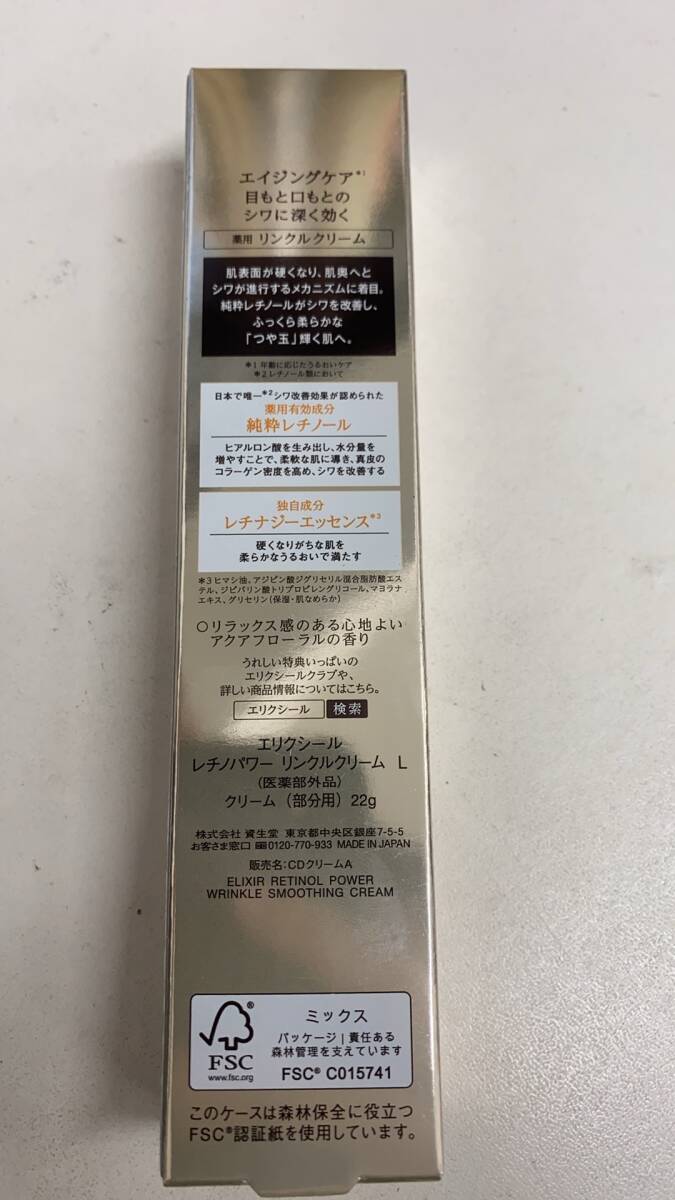 エイジングケア*1
目もと口もとの
シワに深く効く
薬用 リンクルクリーム
肌表面が硬くなり、肌奥へと
シワが進行するメカニズムに着目。
純粋レチノールがシワを改善し、
ふっくら柔らかな
「つや玉」輝く肌へ。
*1 年齢に応じたうるおいケア
*2 レチノール類において
日本で唯一*2シワ改善効果が認められた
薬用有効成分
純粋レチノール
ヒアルロン酸を生み出し、水分量を
増やすことで、柔軟な肌に導き、真皮の
コラーゲン密度を高め、シワを改善する
独自成分
レチナジーエッセンス*3
硬くなりがちな肌を
柔らかなうるおいで満たす
*3 ヒマシ油、アジピン酸ジグリセリル混合脂肪酸エス
テル、ジピバリン酸トリプロピレングリコール、マヨラナ
エキス、グリセリン(保湿・肌なめらか)
○リラックス感のある心地よい
アクアフローラルの香り
うれしい特典いっぱいの
エリクシールクラブや、
詳しい商品情報についてはこちら。
エリクシール 検索
エリクシール
レチノパワー リンクルクリーム L
(医薬部外品)
クリーム(部分用)22g
株式会社 資生堂 東京都中央区銀座7-5-5
お客さま窓口 0120-770-933 MADE IN JAPAN
販売名:CDクリームA
ELIXIR RETINOL POWER
WRINKLE SMOOTHING CREAM
FSC
www.fsc.org
ミックス
パッケージ|責任ある
森林管理を支えています
FSC® C015741
このケースは森林保全に役立つ
FSC®認証紙を使用しています。